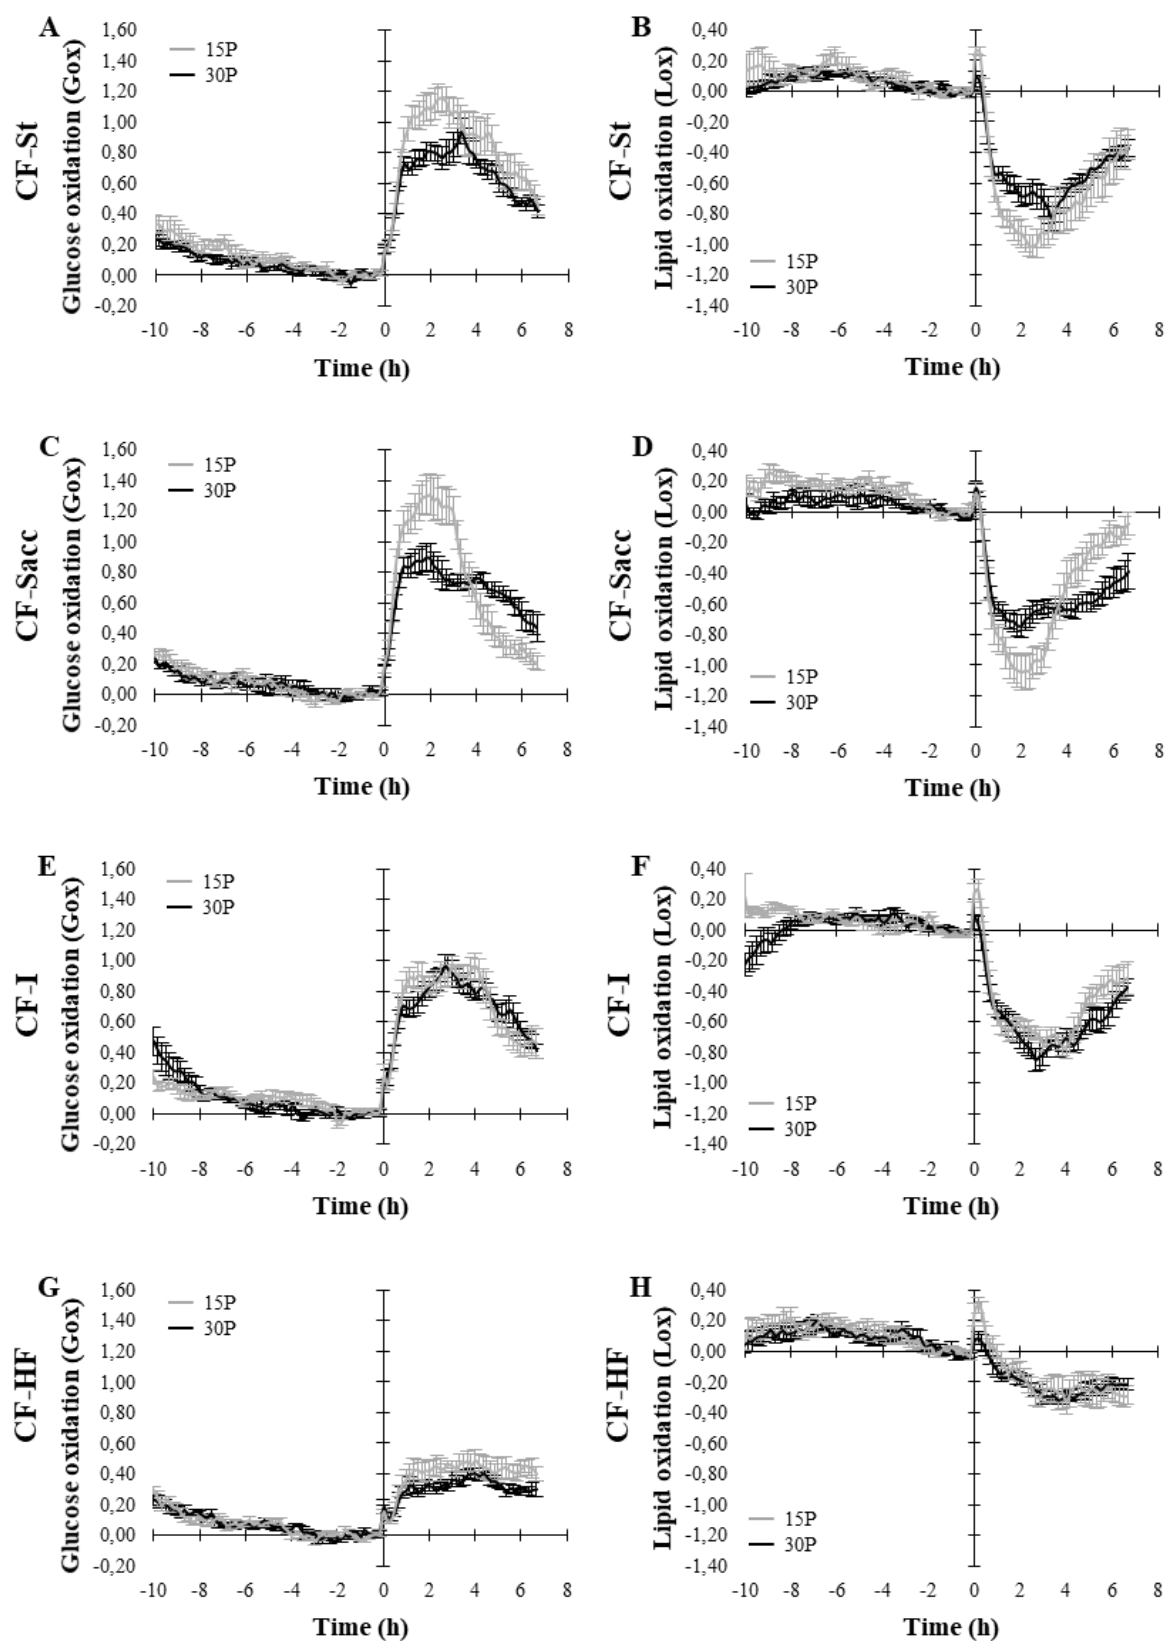 A
CF-St
Glucose oxidation (Gox)
1,60
1,40
1,20
1,00
0,80
0,60
0,40
0,20
0,00
-0,20
15P
30P
-10 -8 -6 -4 -2 0 2 4 6 8
Time (h)
B
CF-St
Lipid oxidation (Lox)
0,40
0,20
0,00
-0,20
-0,40
-0,60
-0,80
-1,00
-1,20
-1,40
15P
30P
-10 -8 -6 -4 -2 0 2 4 6 8
Time (h)
C
CF-Sacc
Glucose oxidation (Gox)
1,60
1,40
1,20
1,00
0,80
0,60
0,40
0,20
0,00
-0,20
15P
30P
-10 -8 -6 -4 -2 0 2 4 6 8
Time (h)
D
CF-Sacc
Lipid oxidation (Lox)
0,40
0,20
0,00
-0,20
-0,40
-0,60
-0,80
-1,00
-1,20
-1,40
15P
30P
-10 -8 -6 -4 -2 0 2 4 6 8
Time (h)
E
CF-I
Glucose oxidation (Gox)
1,60
1,40
1,20
1,00
0,80
0,60
0,40
0,20
0,00
-0,20
15P
30P
-10 -8 -6 -4 -2 0 2 4 6 8
Time (h)
F
CF-I
Lipid oxidation (Lox)
0,40
0,20
0,00
-0,20
-0,40
-0,60
-0,80
-1,00
-1,20
-1,40
15P
30P
-10 -8 -6 -4 -2 0 2 4 6 8
Time (h)
G
CF-HF
Glucose oxidation (Gox)
1,60
1,40
1,20
1,00
0,80
0,60
0,40
0,20
0,00
-0,20
15P
30P
-10 -8 -6 -4 -2 0 2 4 6 8
Time (h)
H
CF-HF
Lipid oxidation (Lox)
0,40
0,20
0,00
-0,20
-0,40
-0,60
-0,80
-1,00
-1,20
-1,40
15P
30P
-10 -8 -6 -4 -2 0 2 4 6 8
Time (h)